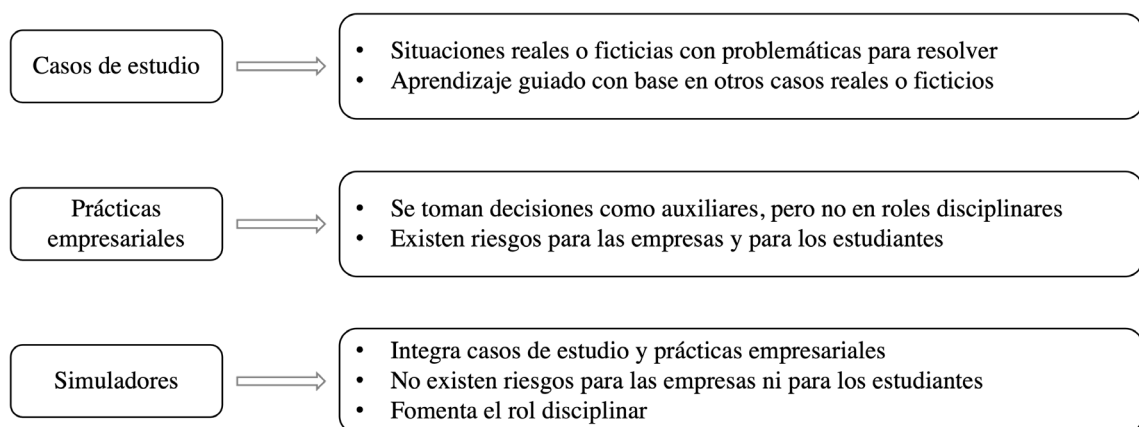 Casos de estudio
• Situaciones reales o ficticias con problemáticas para resolver
• Aprendizaje guiado con base en otros casos reales o ficticios
Prácticas
empresariales
• Se toman decisiones como auxiliares, pero no en roles disciplinares
• Existen riesgos para las empresas y para los estudiantes
Simuladores
• Integra casos de estudio y prácticas empresariales
• No existen riesgos para las empresas ni para los estudiantes
• Fomenta el rol disciplinar